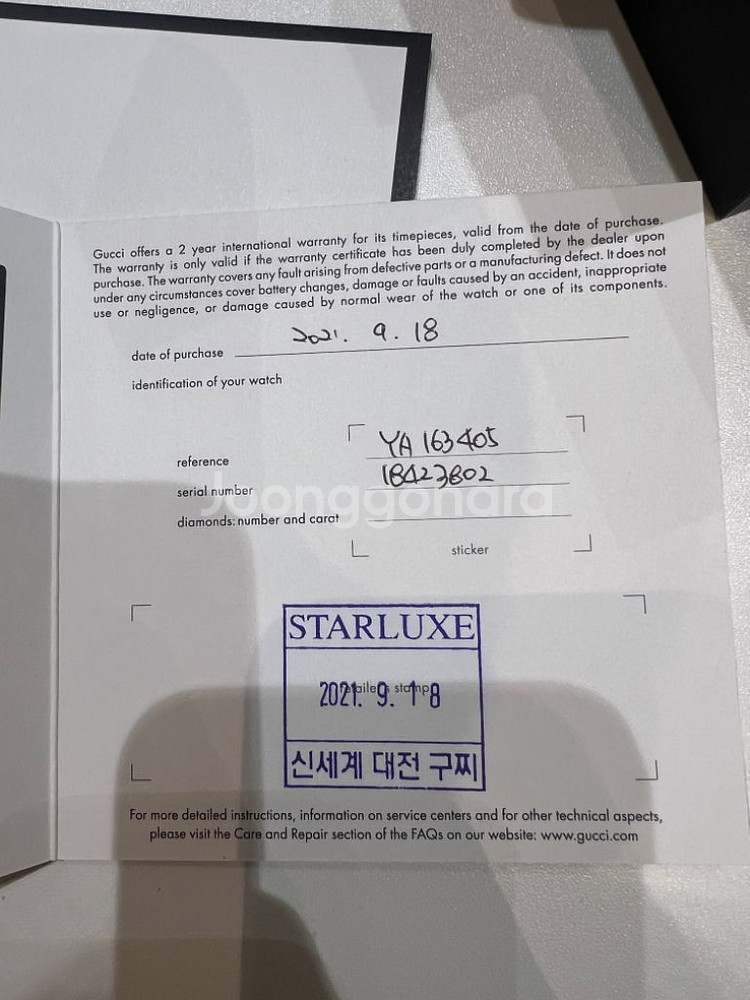 Gucci offers a 2 year international warranty for its timepieces, valid from the date of purchase.
The warranty is only valid if the warranty certificate has been duly completed by the dealer upon
purchase. The warranty covers any fault arising from defective parts or a manufacturing defect. It does not
under any circumstances cover battery changes, damage or faults caused by an accident, inappropriate
use or negligence, or damage caused by normal wear of the watch or one of its components.
date of purchase 2021. 9. 18
identification of your watch
reference YA 163405
serial number 18423802
Joonggonara
diamonds: number and carat
sticker
STARLUXE
retailer's stamp
2021. 9. 18
신세계 대전 구찌
For more detailed instructions, information on service centers and for other technical aspects,
please visit the Care and Repair section of the FAQs on our website: www.gucci.com